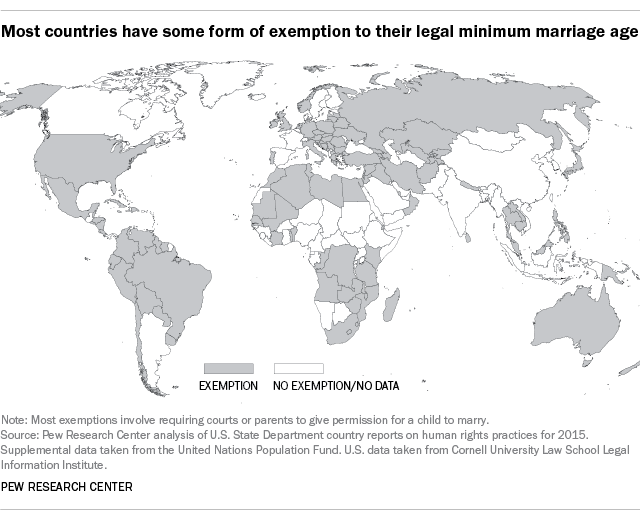 Most countries have some form of exemption to their legal minimum marriage age
EXEMPTION
NO EXEMPTION/NO DATA
Note: Most exemptions involve requiring courts or parents to give permission for a child to marry.
Source: Pew Research Center analysis of U.S. State Department country reports on human rights practices for 2015.
Supplemental data taken from the United Nations Population Fund. U.S. data taken from Cornell University Law School Legal
Information Institute.
PEW RESEARCH CENTER